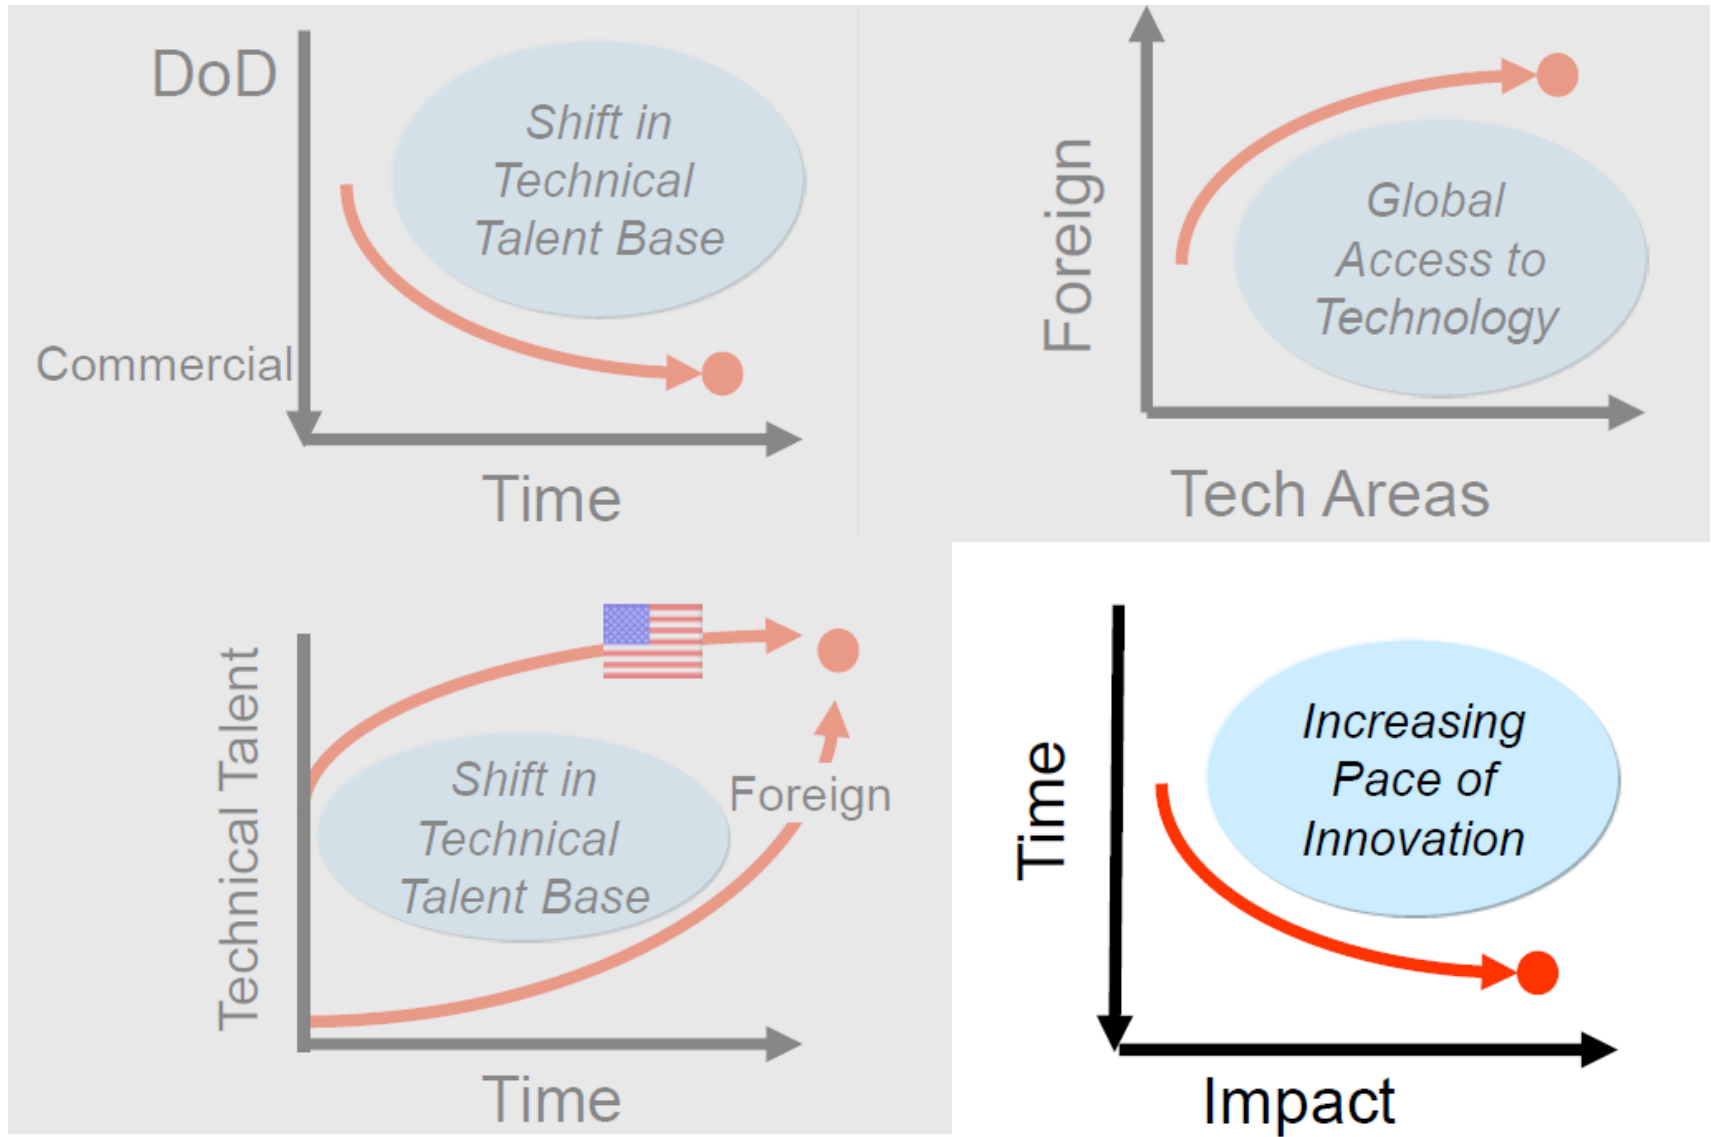 DoD
Shift in
Technical
Talent Base
Commercial
Time
Foreign
Global
Access to
Technology
Tech Areas
Technical Talent
Shift in
Technical
Talent Base
Foreign
Time
Time
Increasing
Pace of
Innovation
Impact